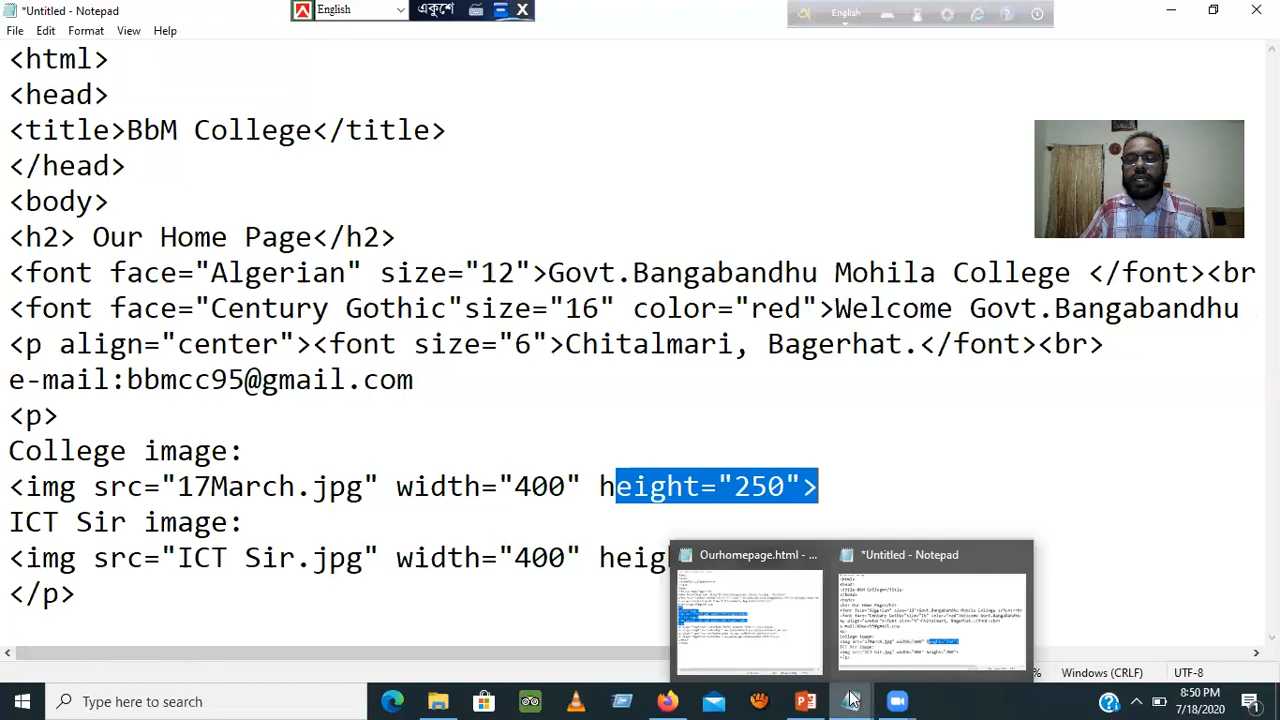 *Untitled - Notepad
English
একুশে
English
File Edit Format View Help
<html>
<head>
<title>BbM College</title>
</head>
<body>
<h2> Our Home Page</h2>
<font face="Algerian" size="12">Govt.Bangabandhu Mohila College </font><br
<font face="Century Gothic"size="16" color="red">Welcome Govt.Bangabandhu
<p align="center"><font size="6">Chitalmari, Bagerhat.</font><br>
e-mail:bbmcc95@gmail.com
<p>
College image:
<img src="17March.jpg" width="400" height="250">
ICT Sir image:
<img src="ICT Sir.jpg" width="400" heig
</p>
Ourhomepage.html - ...
*Untitled - Notepad
% Windows (CRLF) UTF-8
Type here to search
8:50 PM
7/18/2020